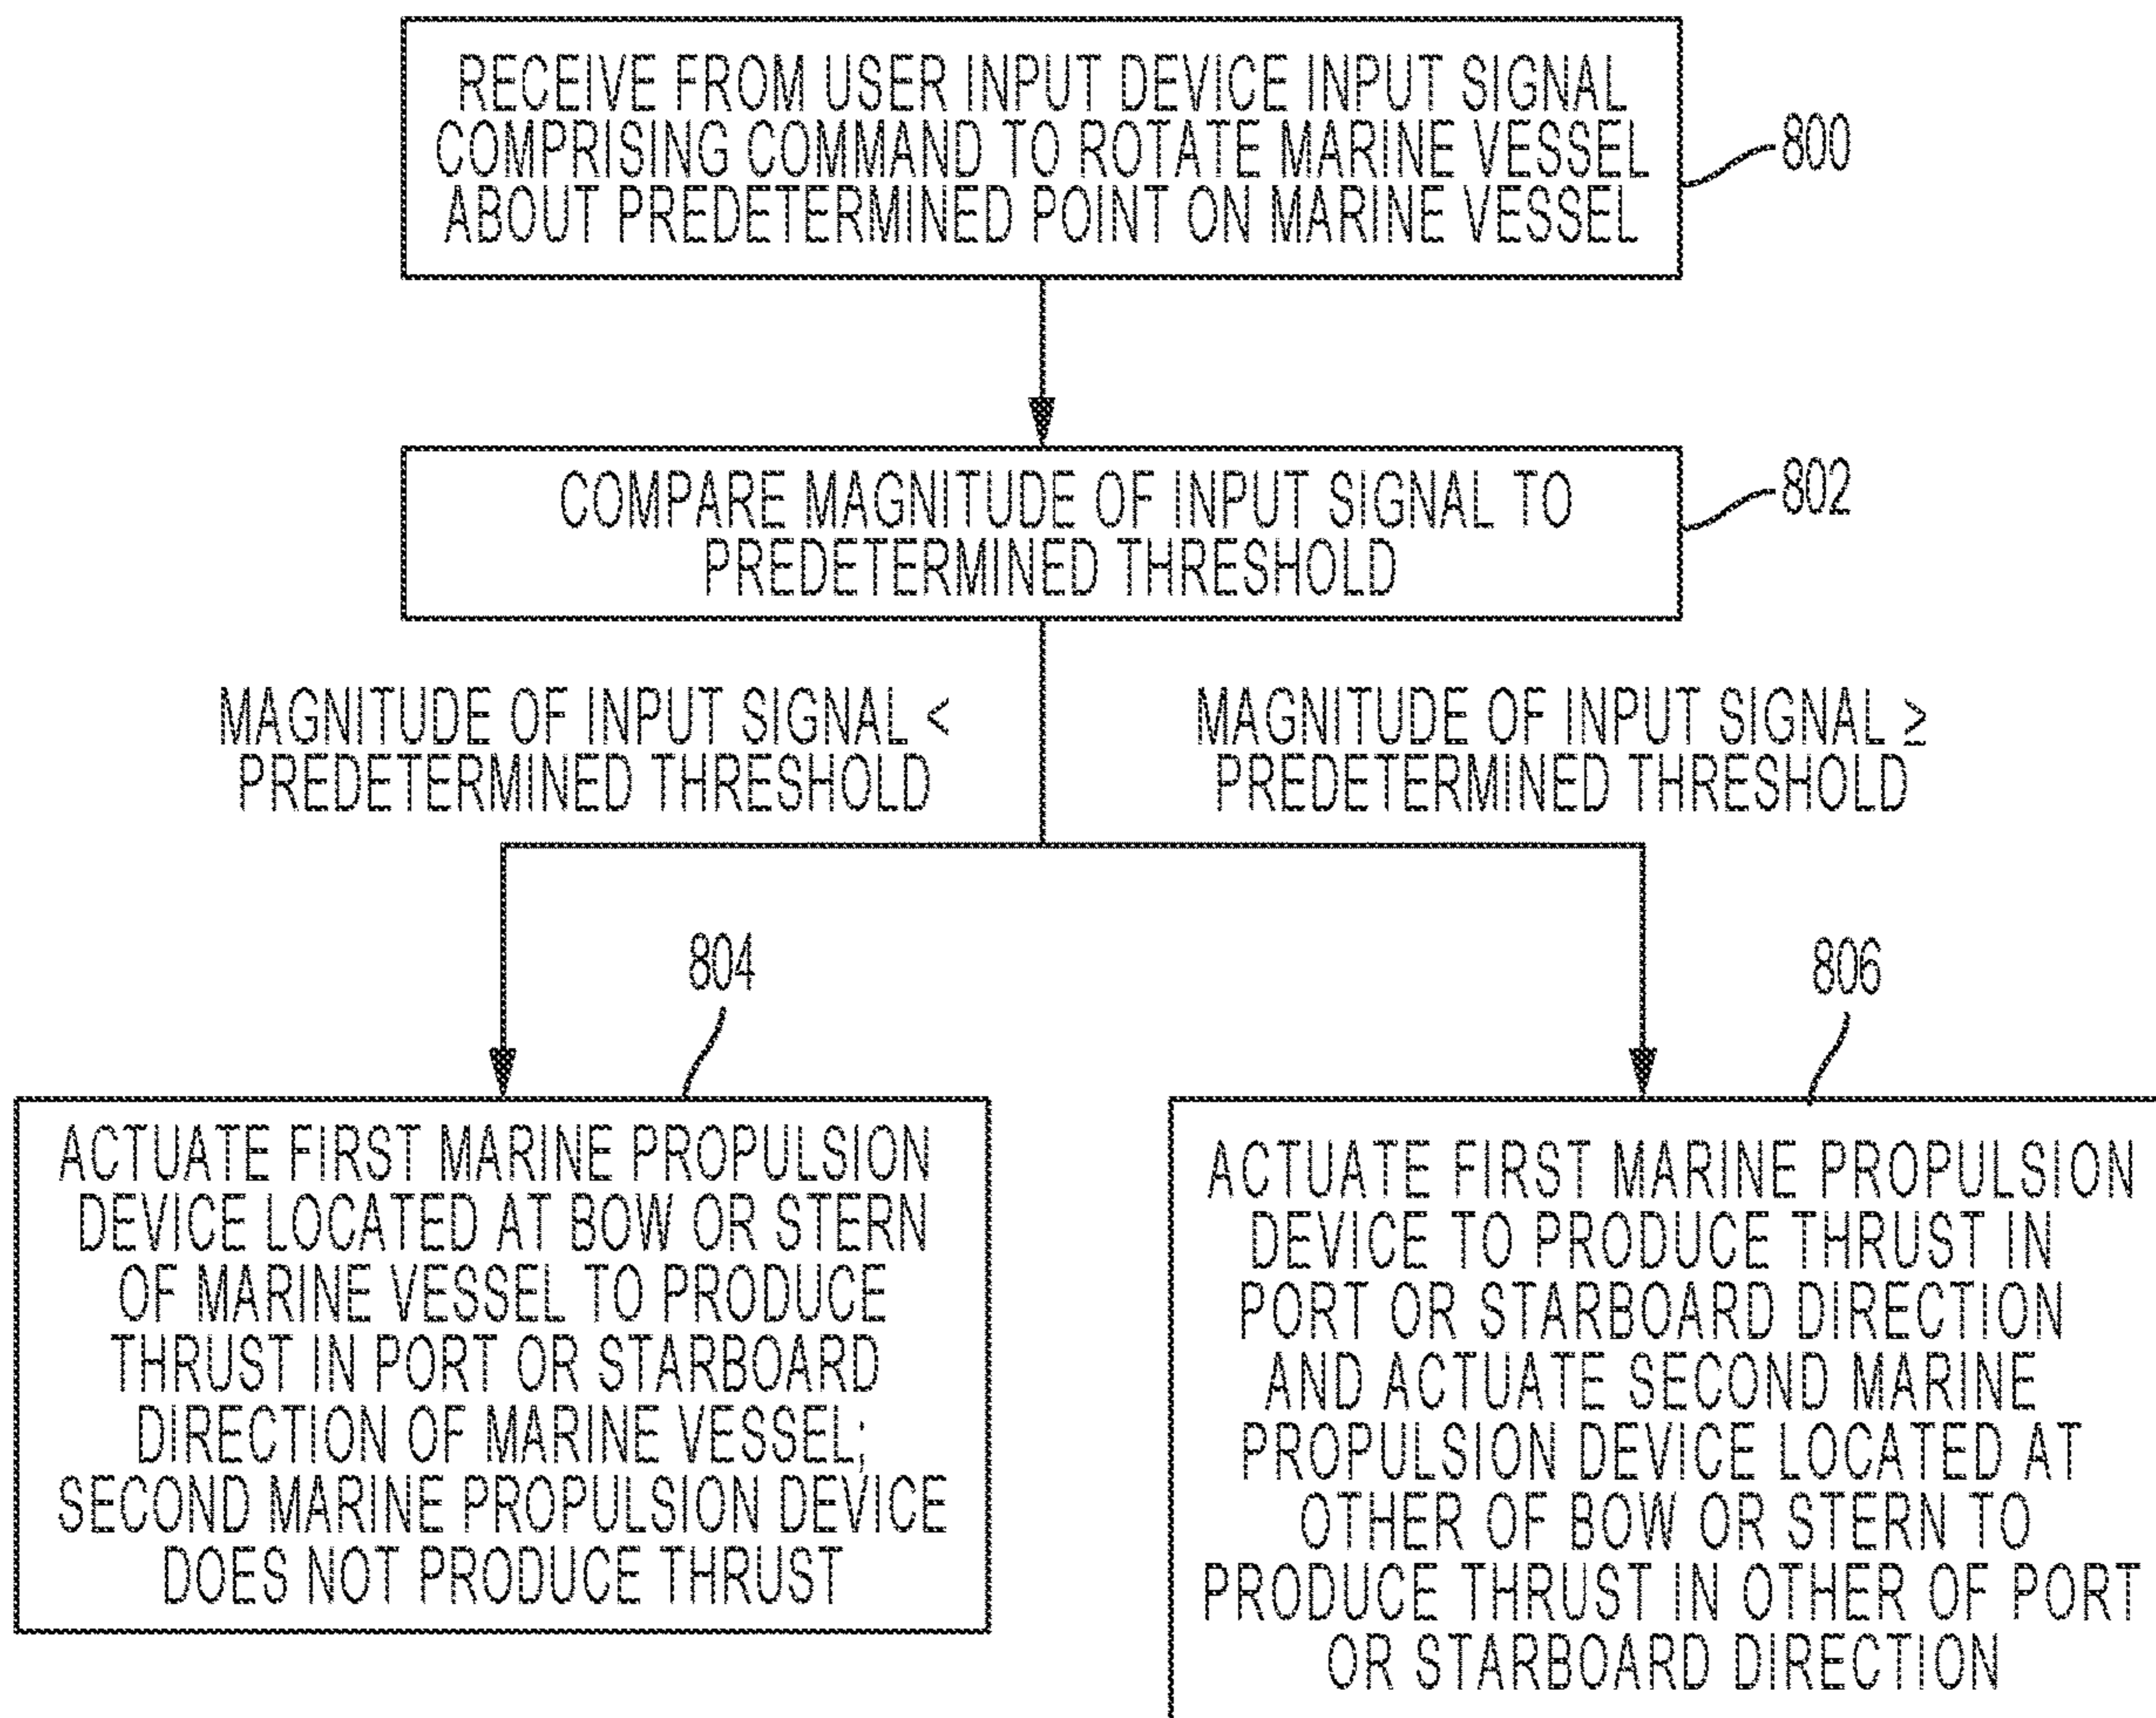 RECEIVE FROM USER INPUT DEVICE INPUT SIGNAL
COMPRISING COMMAND TO ROTATE MARINE VESSEL
ABOUT PREDETERMINED POINT ON MARINE VESSEL
800
COMPARE MAGNITUDE OF INPUT SIGNAL TO
PREDETERMINED THRESHOLD
802
MAGNITUDE OF INPUT SIGNAL <
PREDETERMINED THRESHOLD
MAGNITUDE OF INPUT SIGNAL ≥
PREDETERMINED THRESHOLD
804
ACTUATE FIRST MARINE PROPULSION
DEVICE LOCATED AT BOW OR STERN
OF MARINE VESSEL TO PRODUCE
THRUST IN PORT OR STARBOARD
DIRECTION OF MARINE VESSEL;
SECOND MARINE PROPULSION DEVICE
DOES NOT PRODUCE THRUST
806
ACTUATE FIRST MARINE PROPULSION
DEVICE TO PRODUCE THRUST IN
PORT OR STARBOARD DIRECTION
AND ACTUATE SECOND MARINE
PROPULSION DEVICE LOCATED AT
OTHER OF BOW OR STERN TO
PRODUCE THRUST IN OTHER OF PORT
OR STARBOARD DIRECTION